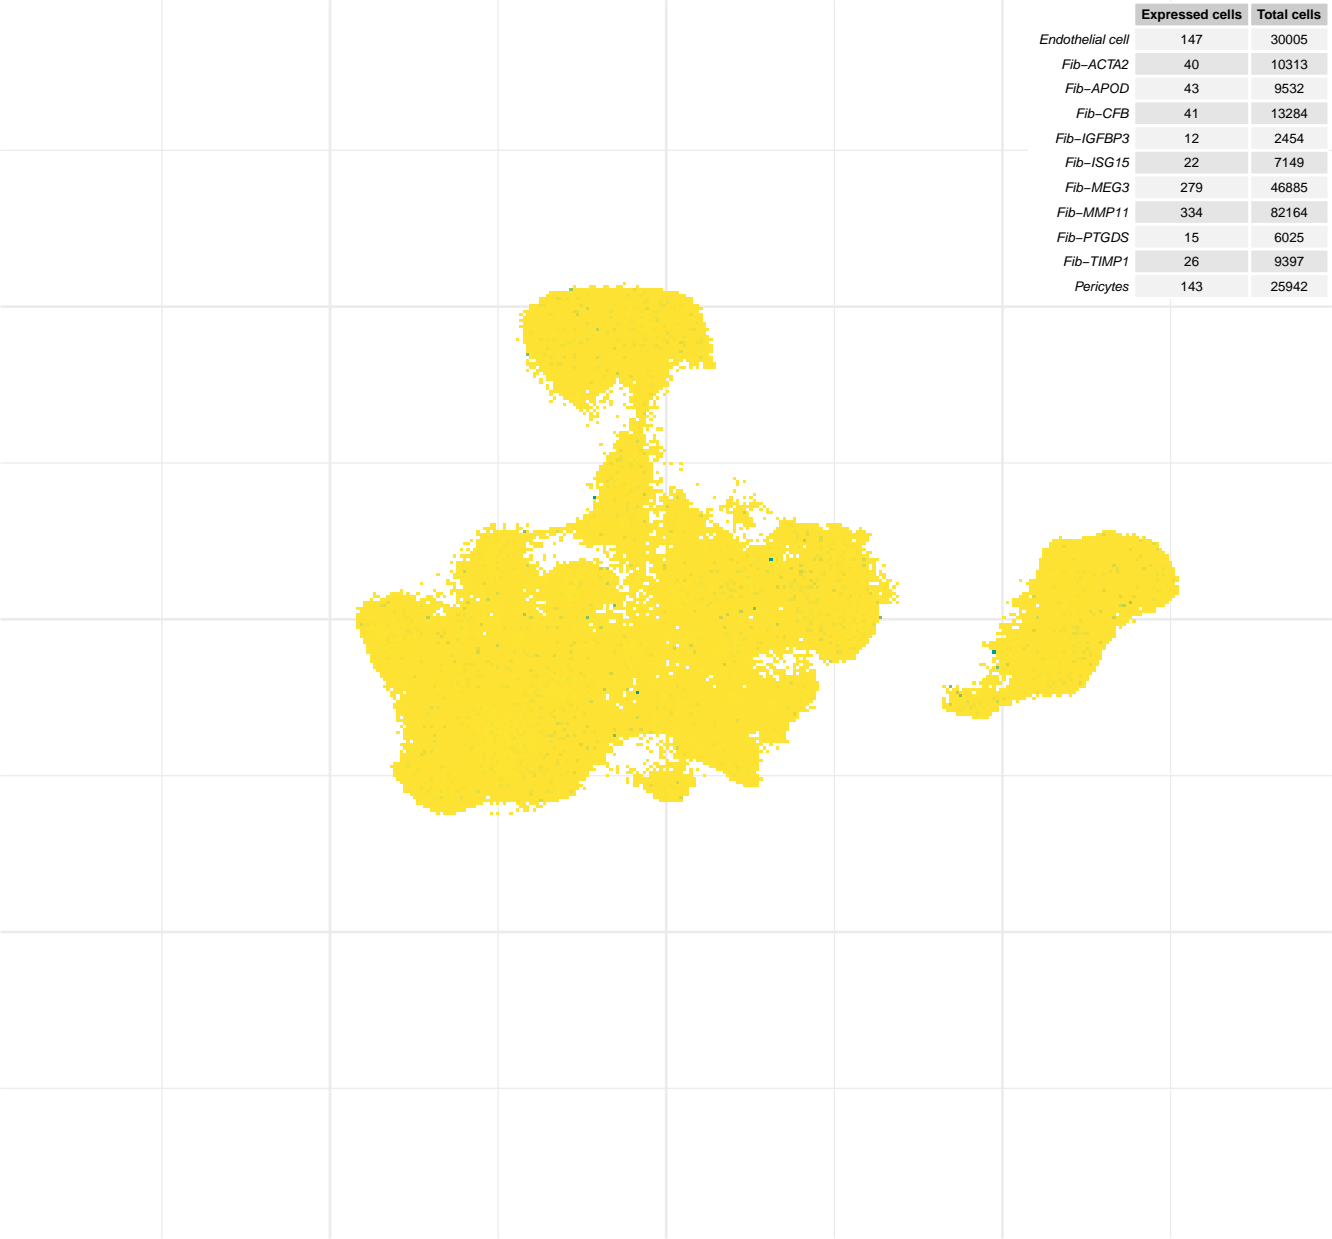 Expressed cells Total cells
Endothelial cell 147 30005
Fib−ACTA2 40 10313
Fib−APOD 43 9532
Fib−CFB 41 13284
Fib−IGFBP3 12 2454
Fib−ISG15 22 7149
Fib−MEG3 279 46885
Fib−MMP11 334 82164
Fib−PTGDS 15 6025
Fib−TIMP1 26 9397
Pericytes 143 25942